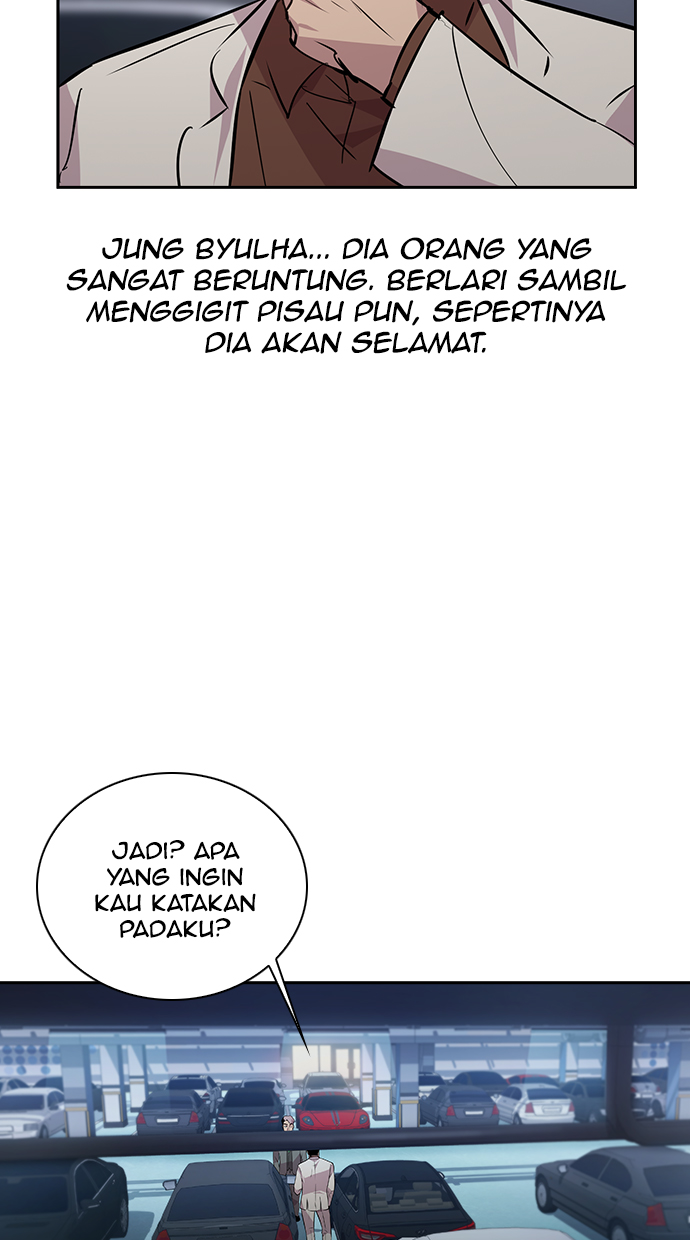 JUNG BYULHA... DIA ORANG YANG
SANGAT BERUNTUNG. BERLARI SAMBIL
MENGGIGIT PISAU PUN, SEPERTINYA
DIA AKAN SELAMAT.
JADI? APA
YANG INGIN
KAU KATAKAN
PADAKU?